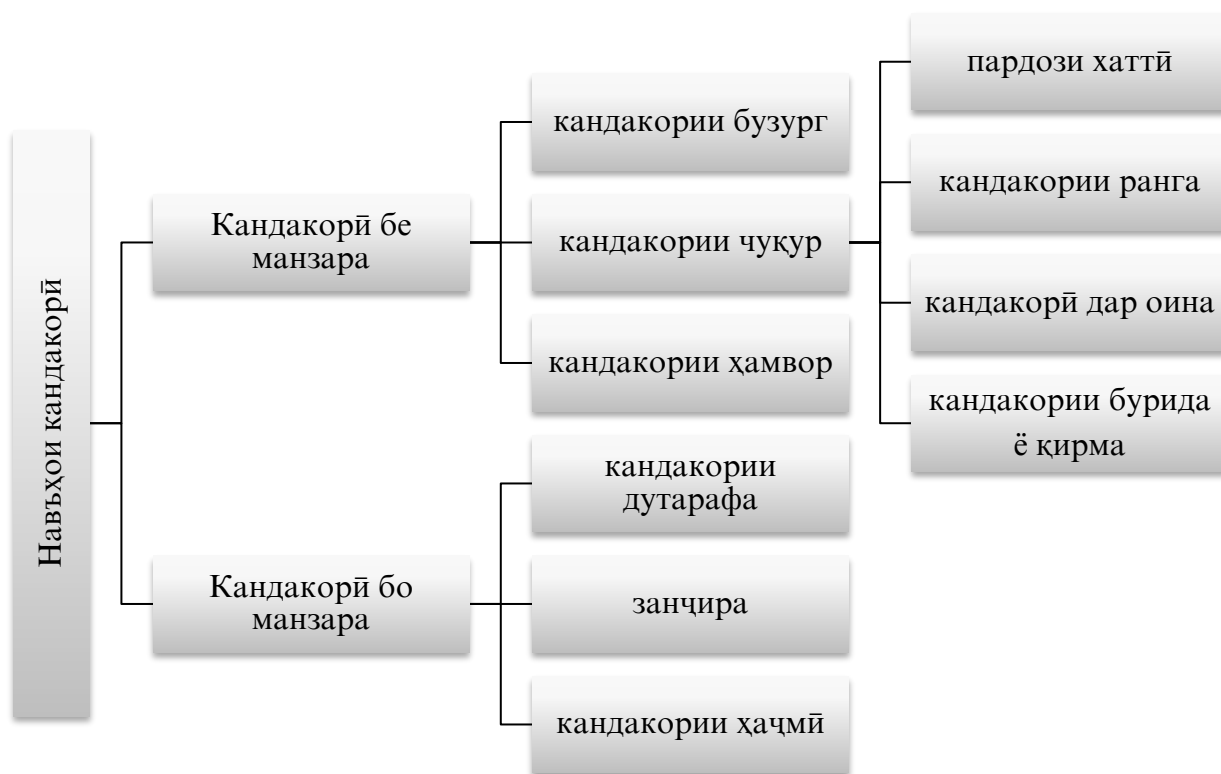 Навъҳои кандакорӣ
Кандакорӣ бе
манзара
кандакории бузург
кандакории чуқур
пардози хаттӣ
кандакории ранга
кандакорӣ дар оина
кандакории бурида
ё қирма
кандакории ҳамвор
Кандакорӣ бо
манзара
кандакории
дутарафа
занҷира
кандакории ҳаҷмӣ